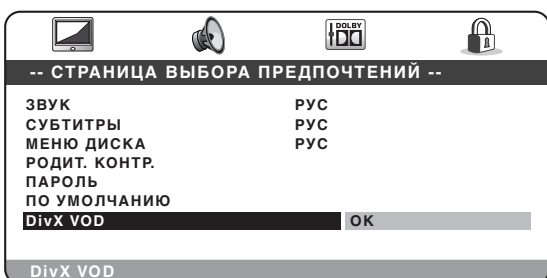 DOLBY
-- СТРАНИЦА ВЫБОРА ПРЕДПОЧТЕНИЙ --
ЗВУК РУС
СУБТИТРЫ РУС
МЕНЮ ДИСКА РУС
РОДИТ. КОНТР.
ПАРОЛЬ
ПО УМОЛЧАНИЮ
DivX VOD OK
DivX VOD